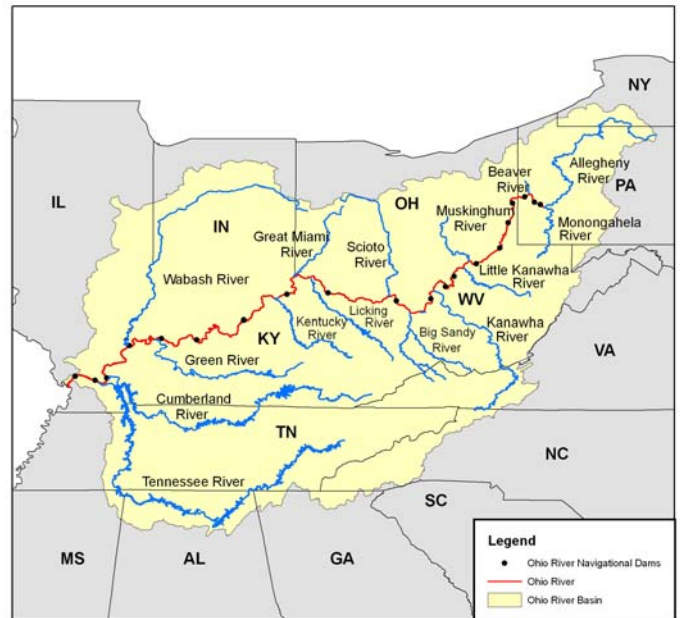 NY
Beaver
River
Allegheny
River
PA
OH
IL
IN
Muskinghum
River
Monongahela
River
Great Miami
River
Scioto
River
Wabash River
Little Kanawha
River
WV
Licking
River
Kentucky
River
KY
Big Sandy
River
Kanawha
River
VA
Green River
Cumberland
River
TN
NC
Tennessee River
SC
MS
AL
GA
Legend
Ohio River Navigational Dams
Ohio River
Ohio River Basin